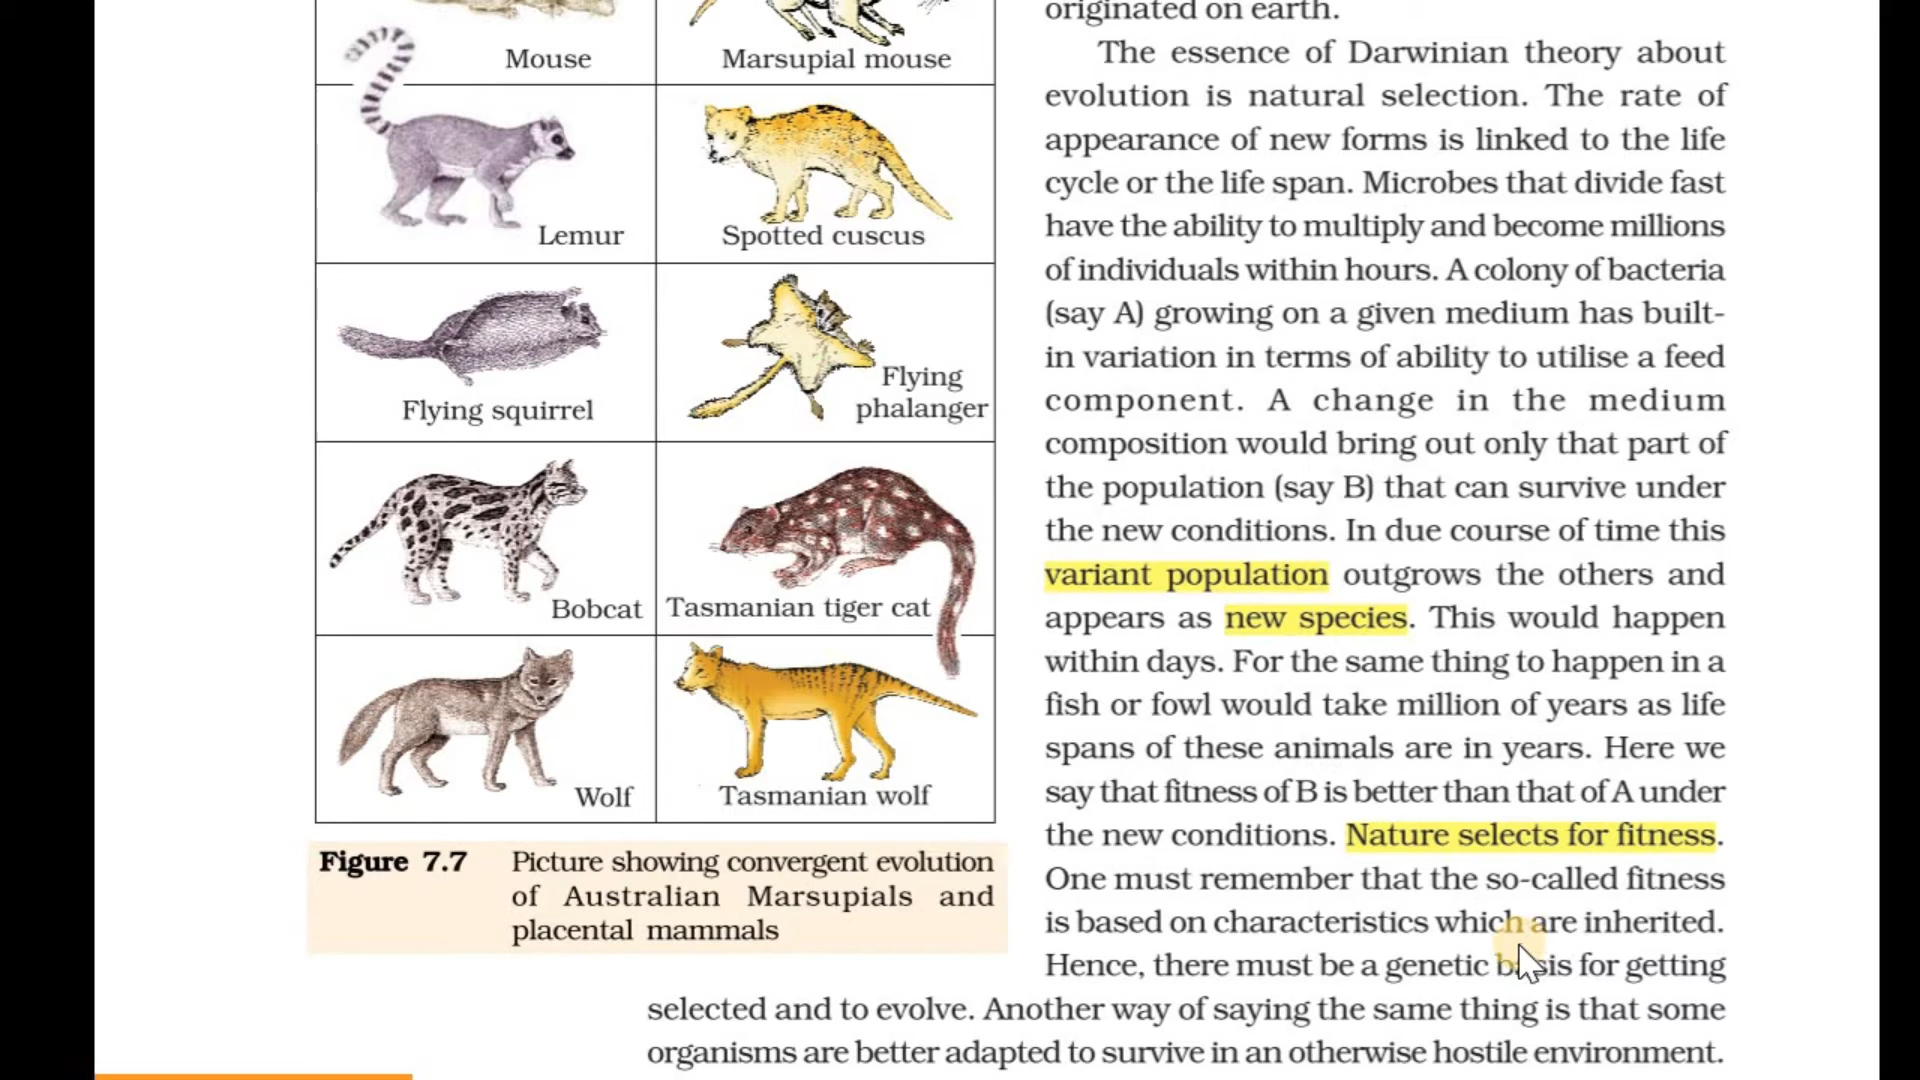 Mouse
Marsupial mouse
Lemur
Spotted cuscus
Flying squirrel
Flying
phalanger
Bobcat
Tasmanian tiger cat
Wolf
Tasmanian wolf
Figure 7.7 Picture showing convergent evolution
of Australian Marsupials and
placental mammals
originated on earth.
The essence of Darwinian theory about
evolution is natural selection. The rate of
appearance of new forms is linked to the life
cycle or the life span. Microbes that divide fast
have the ability to multiply and become millions
of individuals within hours. A colony of bacteria
(say A) growing on a given medium has built-
in variation in terms of ability to utilise a feed
component. A change in the medium
composition would bring out only that part of
the population (say B) that can survive under
the new conditions. In due course of time this
variant population outgrows the others and
appears as new species. This would happen
within days. For the same thing to happen in a
fish or fowl would take million of years as life
spans of these animals are in years. Here we
say that fitness of B is better than that of A under
the new conditions. Nature selects for fitness.
One must remember that the so-called fitness
is based on characteristics which are inherited.
Hence, there must be a genetic basis for getting
selected and to evolve. Another way of saying the same thing is that some
organisms are better adapted to survive in an otherwise hostile environment.